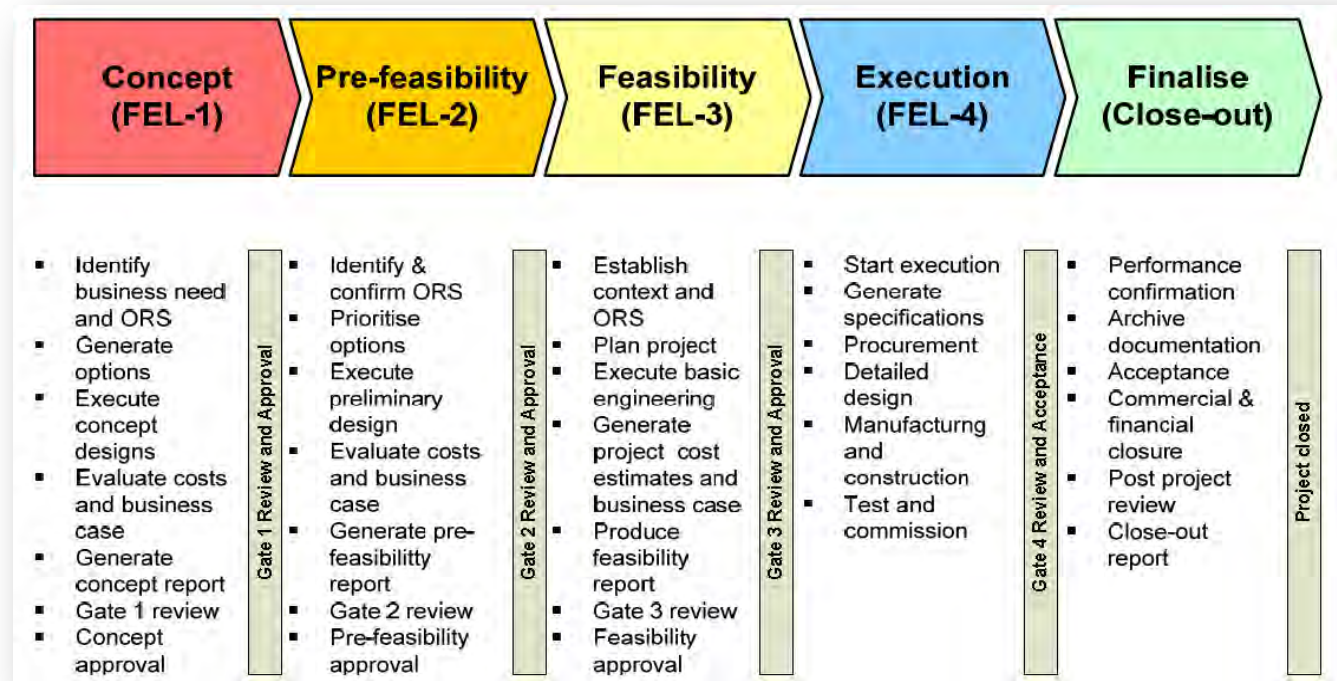 Concept
(FEL-1)
Pre-feasibility
(FEL-2)
Feasibility
(FEL-3)
Execution
(FEL-4)
Finalise
(Close-out)
▪ Identify
business need
and ORS
▪ Generate
options
▪ Execute
concept
designs
▪ Evaluate costs
and business
case
▪ Generate
concept report
▪ Gate 1 review
▪ Concept
approval
Gate 1 Review and Approval
▪ Identify &
confirm ORS
▪ Prioritise
options
▪ Execute
preliminary
design
▪ Evaluate costs
and business
case
▪ Generate pre-
feasibilitty
report
▪ Gate 2 review
▪ Pre-feasibility
approval
Gate 2 Review and Approval
▪ Establish
context and
ORS
▪ Plan project
▪ Execute basic
engineering
▪ Generate
project cost
estimates and
business case
▪ Produce
feasibility
report
▪ Gate 3 review
▪ Feasibility
approval
Gate 3 Review and Approval
▪ Start execution
▪ Generate
specifications
▪ Procurement
▪ Detailed
design
▪ Manufacturng
and
construction
▪ Test and
commission
Gate 4 Review and Acceptance
▪ Performance
confirmation
▪ Archive
documentation
▪ Acceptance
▪ Commercial &
financial
closure
▪ Post project
review
▪ Close-out
report
Project closed